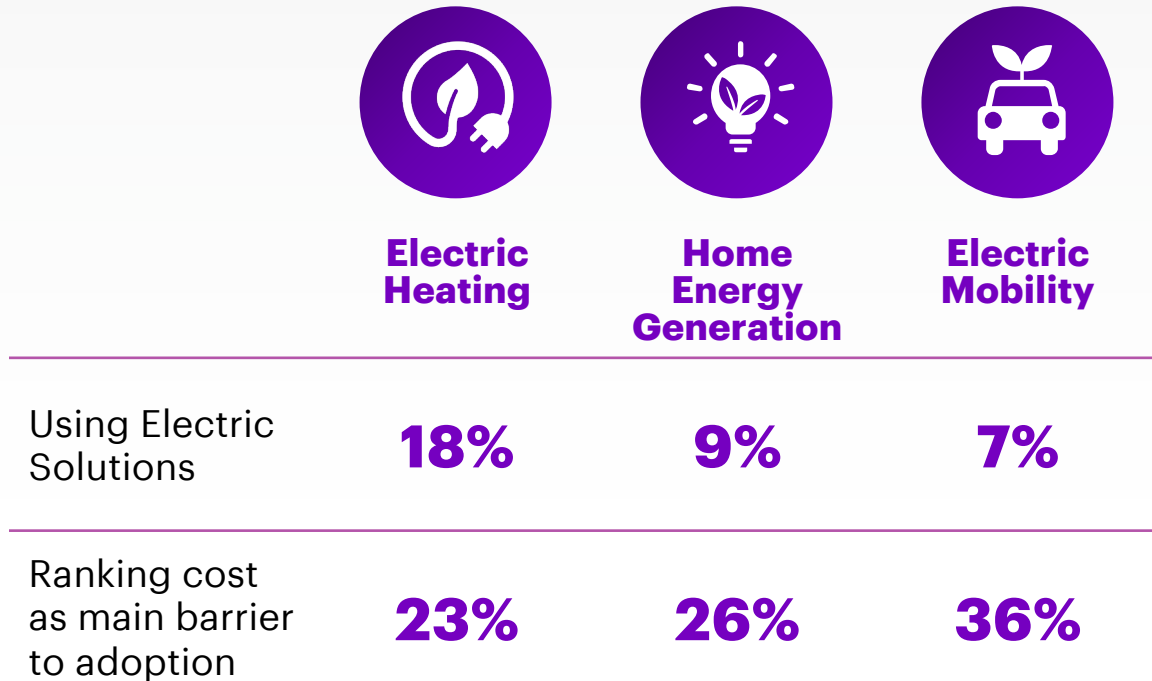 Electric
Heating
Home
Energy
Generation
Electric
Mobility
Using Electric
Solutions
18%
9%
7%
Ranking cost
as main barrier
to adoption
23%
26%
36%